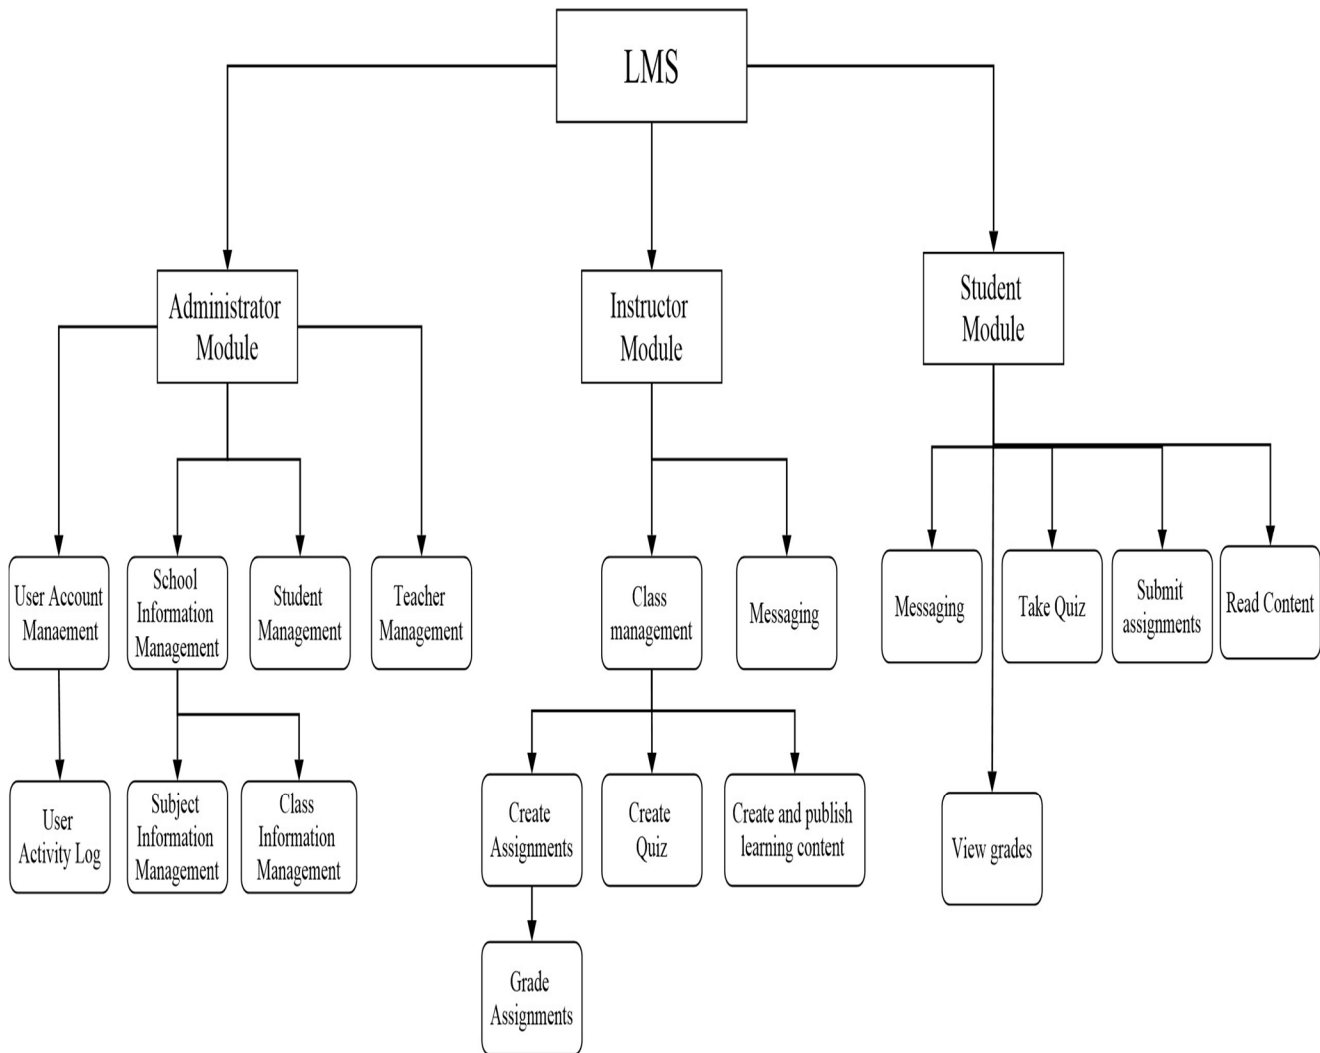 LMS
Administrator
Module
Instructor
Module
Student
Module
User Account
Manaement
School
Information
Management
Student
Management
Teacher
Management
Class
management
Messaging
Messaging
Take Quiz
Submit
assignments
Read Content
User
Activity Log
Subject
Information
Management
Class
Information
Management
Create
Assignments
Create
Quiz
Create and publish
learning content
View grades
Grade
Assignments